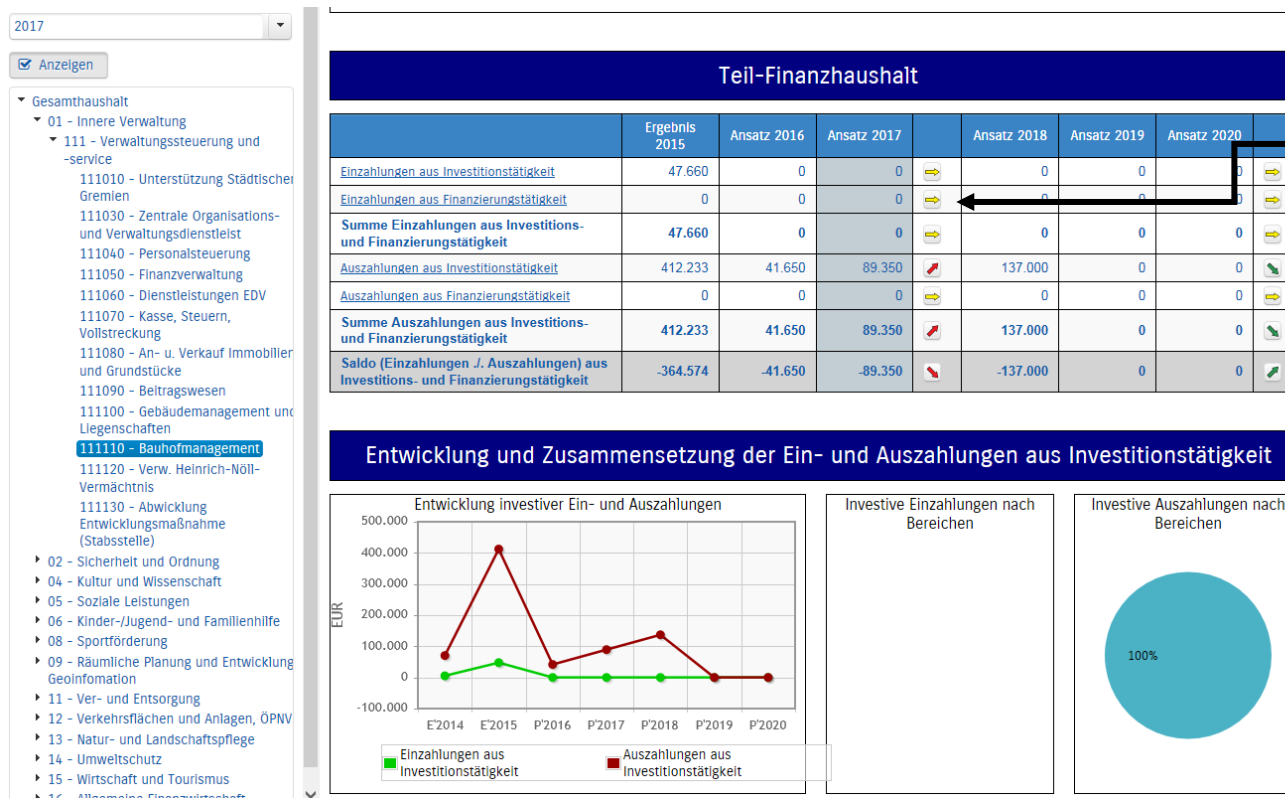 2017
Anzeigen
Gesamthaushalt
01 - Innere Verwaltung
111 - Verwaltungssteuerung und
-service
111010 - Unterstützung Städtischer
Gremien
111030 - Zentrale Organisations-
und Verwaltungsdienstleist
111040 - Personalsteuerung
111050 - Finanzverwaltung
111060 - Dienstleistungen EDV
111070 - Kasse, Steuern,
Vollstreckung
111080 - An- u. Verkauf Immobilien
und Grundstücke
111090 - Beitragswesen
111100 - Gebäudemanagement und
Liegenschaften
111110 - Bauhofmanagement
111120 - Verw. Heinrich-Nöll-
Vermächtnis
111130 - Abwicklung
Entwicklungsmaßnahme
(Stabsstelle)
02 - Sicherheit und Ordnung
04 - Kultur und Wissenschaft
05 - Soziale Leistungen
06 - Kinder-/Jugend- und Familienhilfe
08 - Sportförderung
09 - Räumliche Planung und Entwicklung
Geoinfomation
11 - Ver- und Entsorgung
12 - Verkehrsflächen und Anlagen, ÖPNV
13 - Natur- und Landschaftspflege
14 - Umweltschutz
15 - Wirtschaft und Tourismus
16 - Allgemeine Finanzwirtschaft
Teil-Finanzhaushalt
Ergebnis
2015 Ansatz 2016 Ansatz 2017 Ansatz 2018 Ansatz 2019 Ansatz 2020
Einzahlungen aus Investitionstätigkeit 47.660 0 0 0 0 0
Einzahlungen aus Finanzierungstätigkeit 0 0 0 0 0 0
Summe Einzahlungen aus Investitions-
und Finanzierungstätigkeit 47.660 0 0 0 0 0
Auszahlungen aus Investitionstätigkeit 412.233 41.650 89.350 137.000 0 0
Auszahlungen aus Finanzierungstätigkeit 0 0 0 0 0 0
Summe Auszahlungen aus Investitions-
und Finanzierungstätigkeit 412.233 41.650 89.350 137.000 0 0
Saldo (Einzahlungen ./. Auszahlungen) aus
Investitions- und Finanzierungstätigkeit -364.574 -41.650 -89.350 -137.000 0 0
Entwicklung und Zusammensetzung der Ein- und Auszahlungen aus Investitionstätigkeit
Entwicklung investiver Ein- und Auszahlungen
500.000
400.000
300.000
200.000
100.000
0
-100.000
EUR
E'2014 E'2015 P'2016 P'2017 P'2018 P'2019 P'2020
Einzahlungen aus
Investitionstätigkeit
Auszahlungen aus
Investitionstätigkeit
Investive Einzahlungen nach
Bereichen
Investive Auszahlungen nach
Bereichen
100%